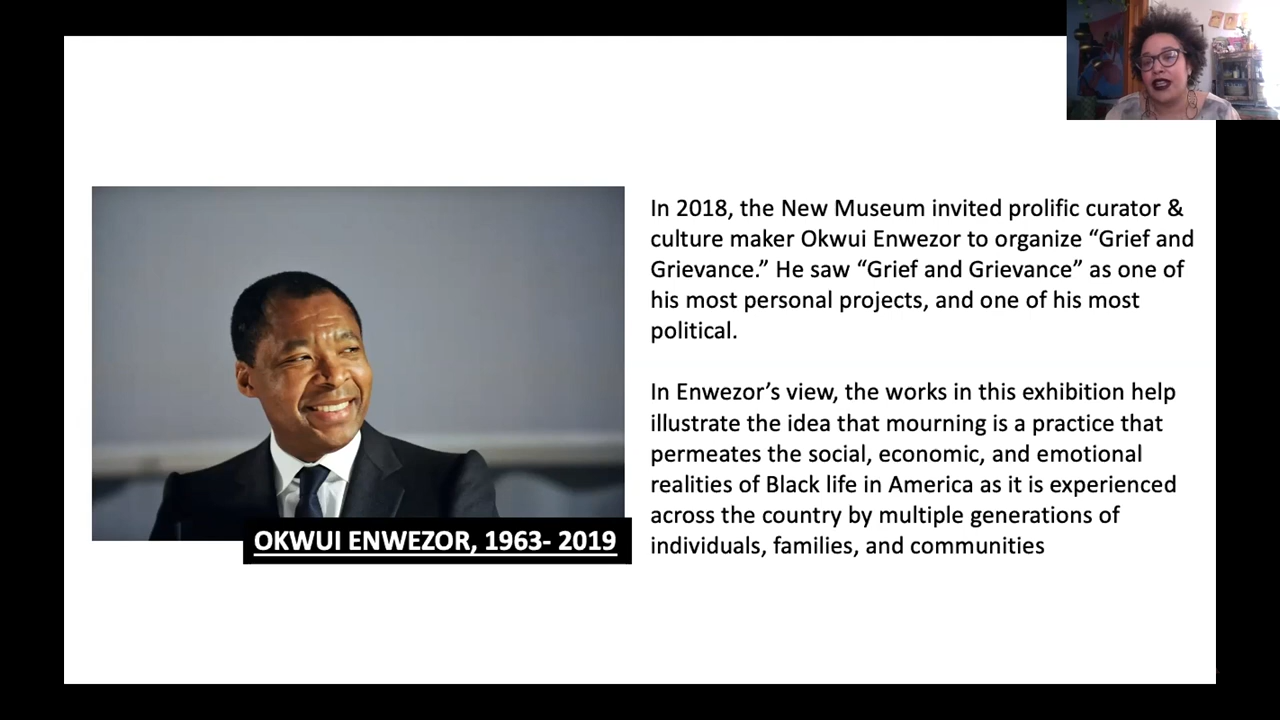 In 2018, the New Museum invited prolific curator &
culture maker Okwui Enwezor to organize “Grief and
Grievance.” He saw “Grief and Grievance” as one of
his most personal projects, and one of his most
political.
In Enwezor’s view, the works in this exhibition help
illustrate the idea that mourning is a practice that
permeates the social, economic, and emotional
realities of Black life in America as it is experienced
across the country by multiple generations of
individuals, families, and communities
OKWUI ENWEZOR, 1963- 2019